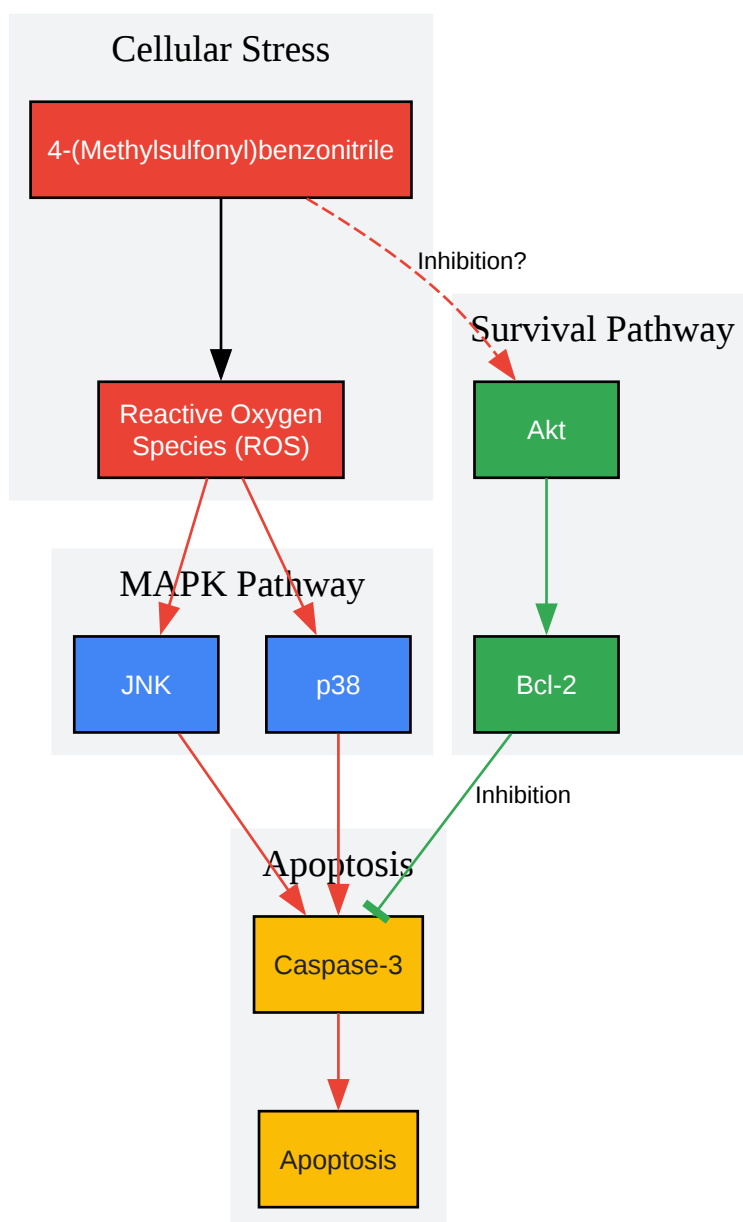 Cellular Stress
4-(Methylsulfonyl)benzonitrile
Inhibition?
Survival Pathway
Reactive Oxygen
Species (ROS)
Akt
MAPK Pathway
JNK
p38
Bcl-2
Inhibition
Apoptosis
Caspase-3
Apoptosis